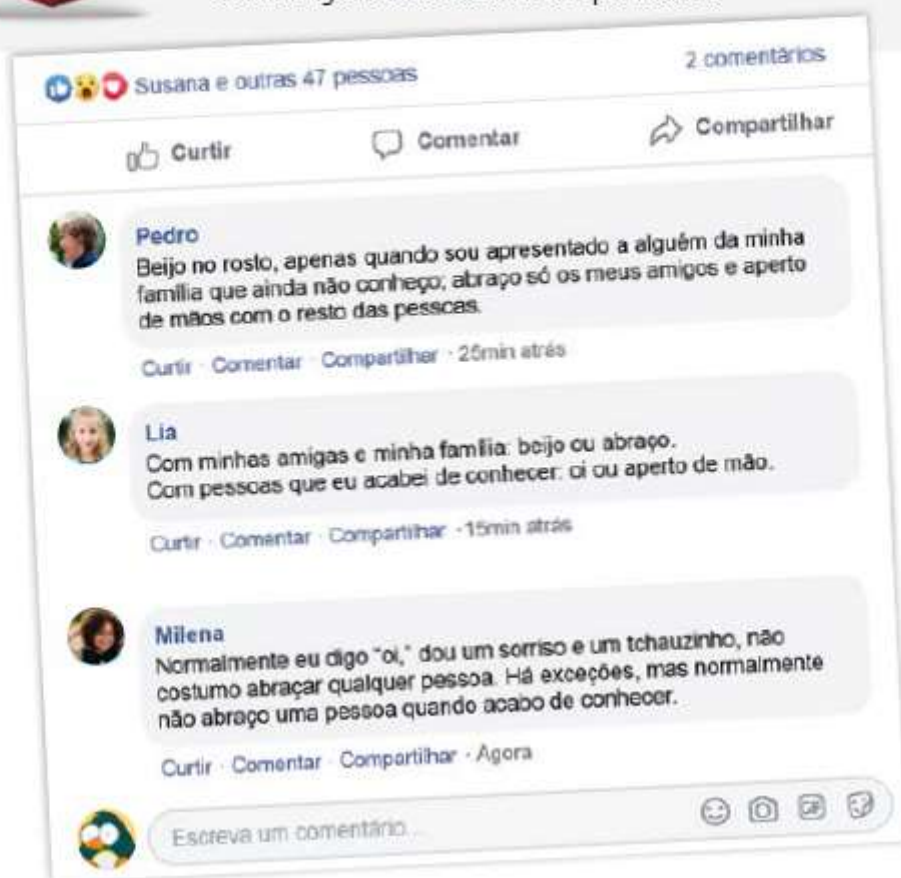 Susana e outras 47 pessoas
2 comentários
Curtir
Comentar
Compartilhar
Pedro
Beijo no rosto, apenas quando sou apresentado a alguém da minha
família que ainda não conheço; abraço só os meus amigos e aperto
de mãos com o resto das pessoas.
Curtir · Comentar · Compartilhar · 25min atrás
Lia
Com minhas amigas e minha família: beijo ou abraço.
Com pessoas que eu acabei de conhecer: oi ou aperto de mão.
Curtir · Comentar · Compartilhar · 15min atrás
Milena
Normalmente eu digo "oi," dou um sorriso e um tchauzinho, não
costumo abraçar qualquer pessoa. Há exceções, mas normalmente
não abraço uma pessoa quando acabo de conhecer.
Curtir · Comentar · Compartilhar · Agora
Escreva um comentário...
GIF